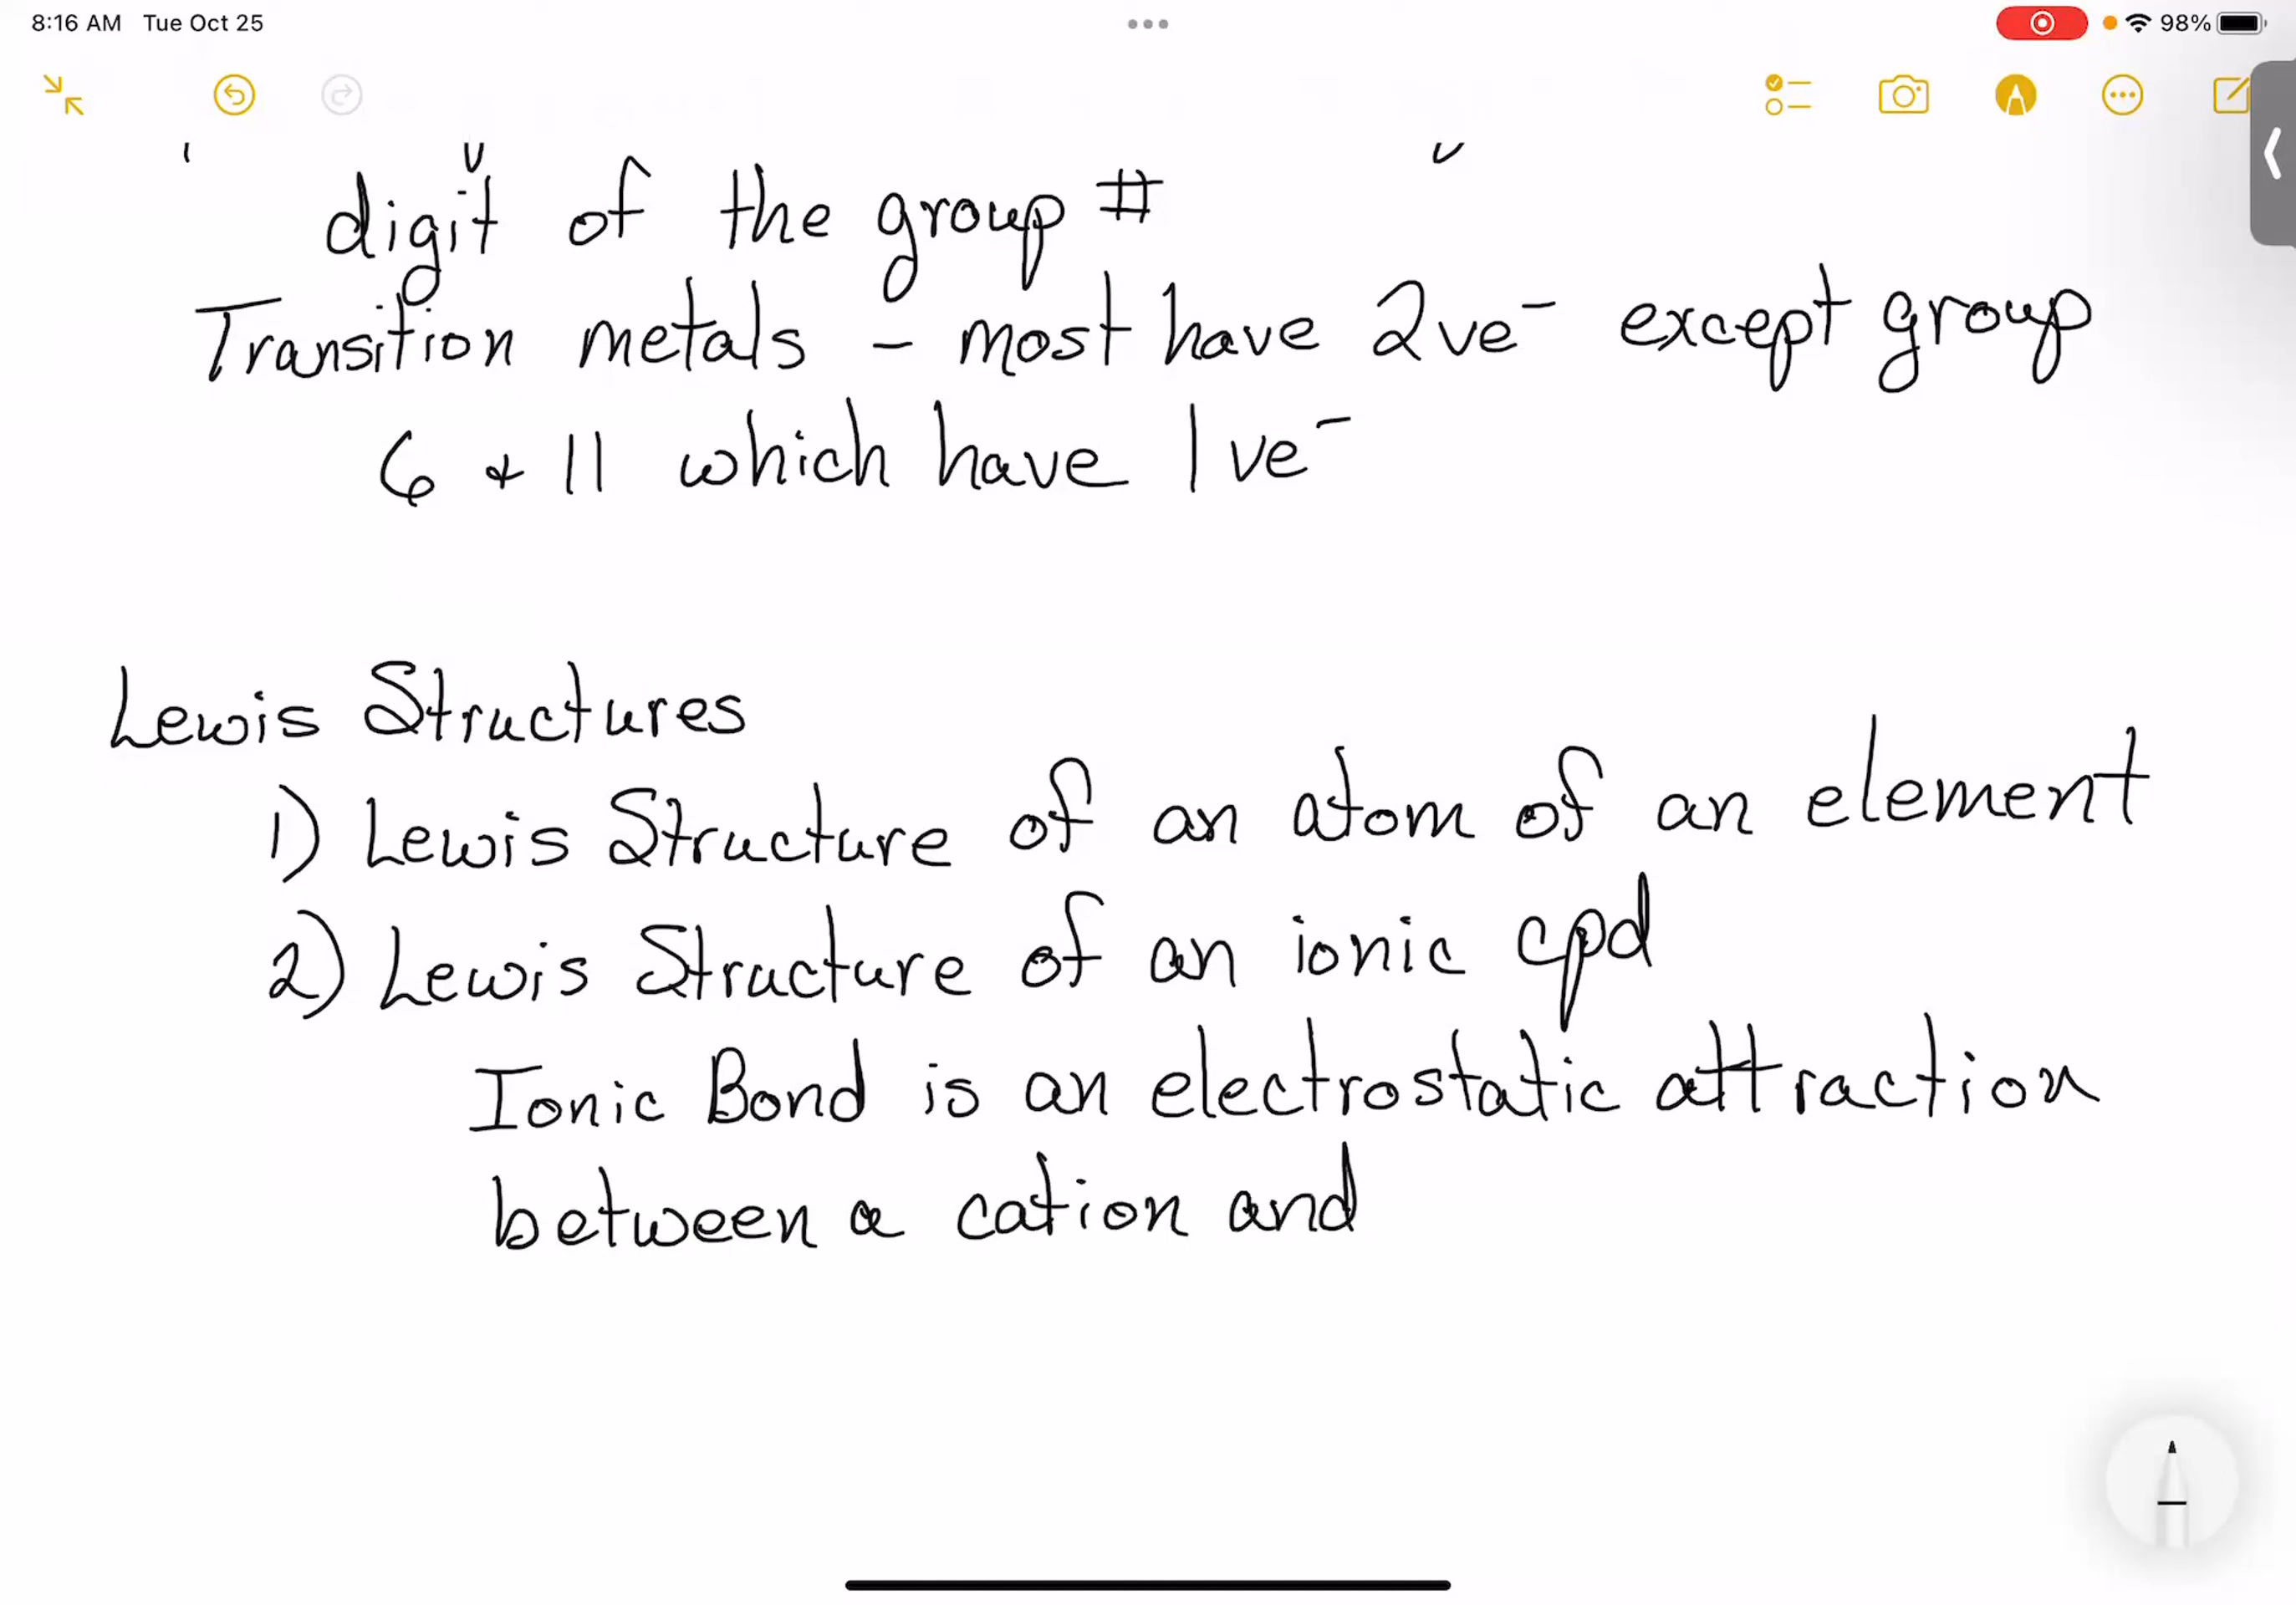 8:16 AM Tue Oct 25
98%
digit of the group #
Transition metals - most have 2ve⁻ except group
6 & 11 which have 1ve⁻
Lewis Structures
1) Lewis Structure of an atom of an element
2) Lewis Structure of an ionic cpd
Ionic Bond is an electrostatic attraction
between a cation and